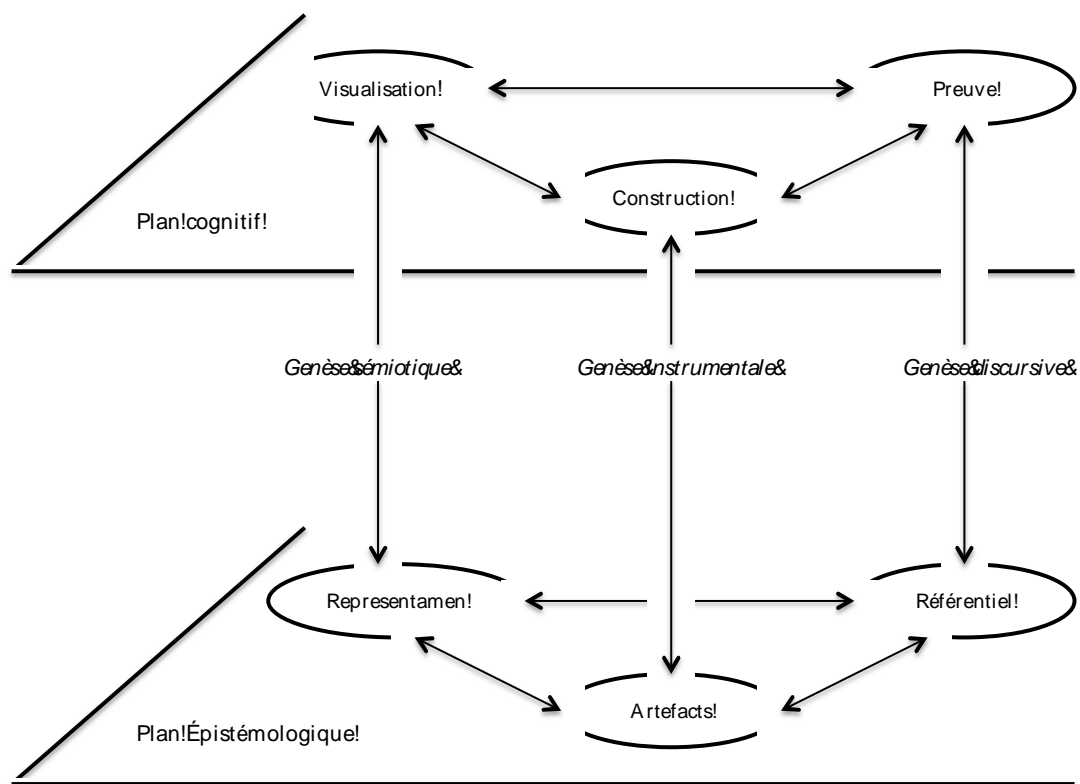 Visualisation!
Preuve!
Construction!
Plan!cognitif!
Genèse&sémiotique&
Genèse&instrumentale&
Genèse&discursive&
Representamen!
Référentiel!
Artefacts!
Plan!Épistémologique!